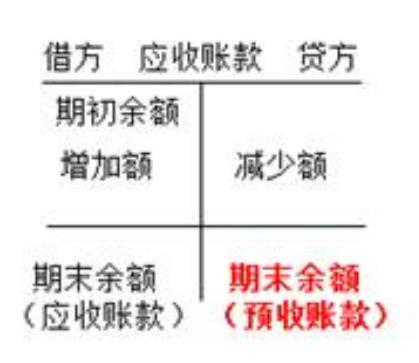 借方 应收账款 贷方
期初余额
增加额 减少额
期末余额 期末余额
（应收账款） （预收账款）